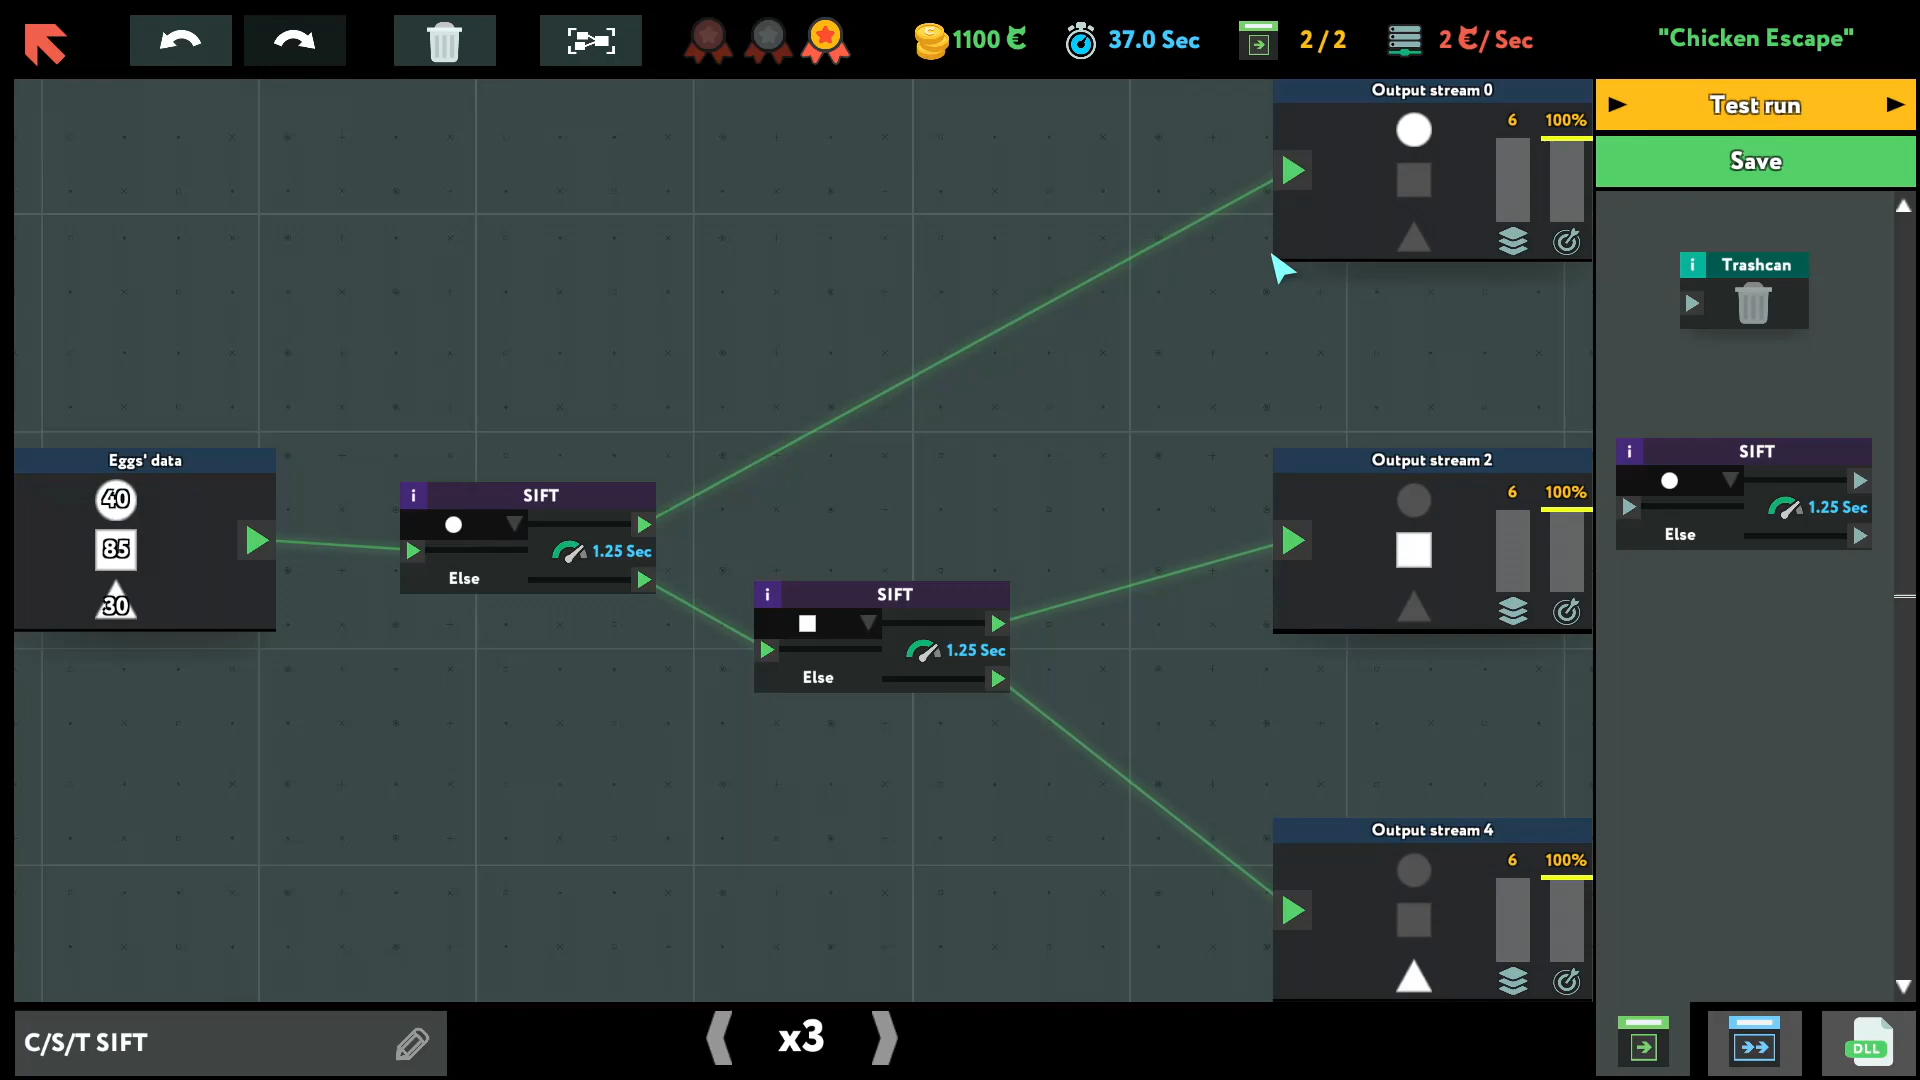 1100
37.0 Sec
2 / 2
2 / Sec
"Chicken Escape"
Output stream 0
6
100%
Test run
Save
i
Trashcan
Eggs' data
40
85
30
i
SIFT
1.25 Sec
Else
i
SIFT
1.25 Sec
Else
Output stream 2
6
100%
i
SIFT
1.25 Sec
Else
Output stream 4
6
100%
C/S/T SIFT
x3
DLL